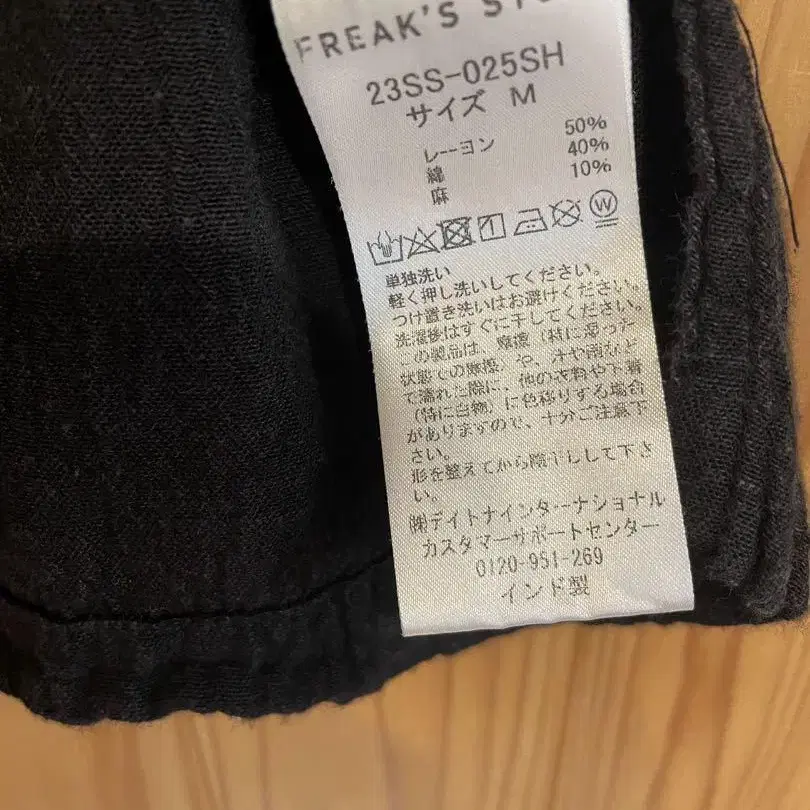 FREAK'S STO
23SS-025SH
サイズ M
レーヨン 50%
綿 40%
麻 10%
W
単独洗い
軽く押し洗いしてください。
つけ置き洗いはお避けください。
洗濯後はすぐに干してください。
この製品は、摩擦(特に湿った
状態での摩擦)や、汗や雨など
で濡れた際に、他の衣料や下着
(特に白物)に色移りする場合
がありますので、十分ご注意下
さい。
形を整えてから陰干しして下さ
い。
㈱デイトナインターナショナル
カスタマーサポートセンター
0120-951-269
インド製